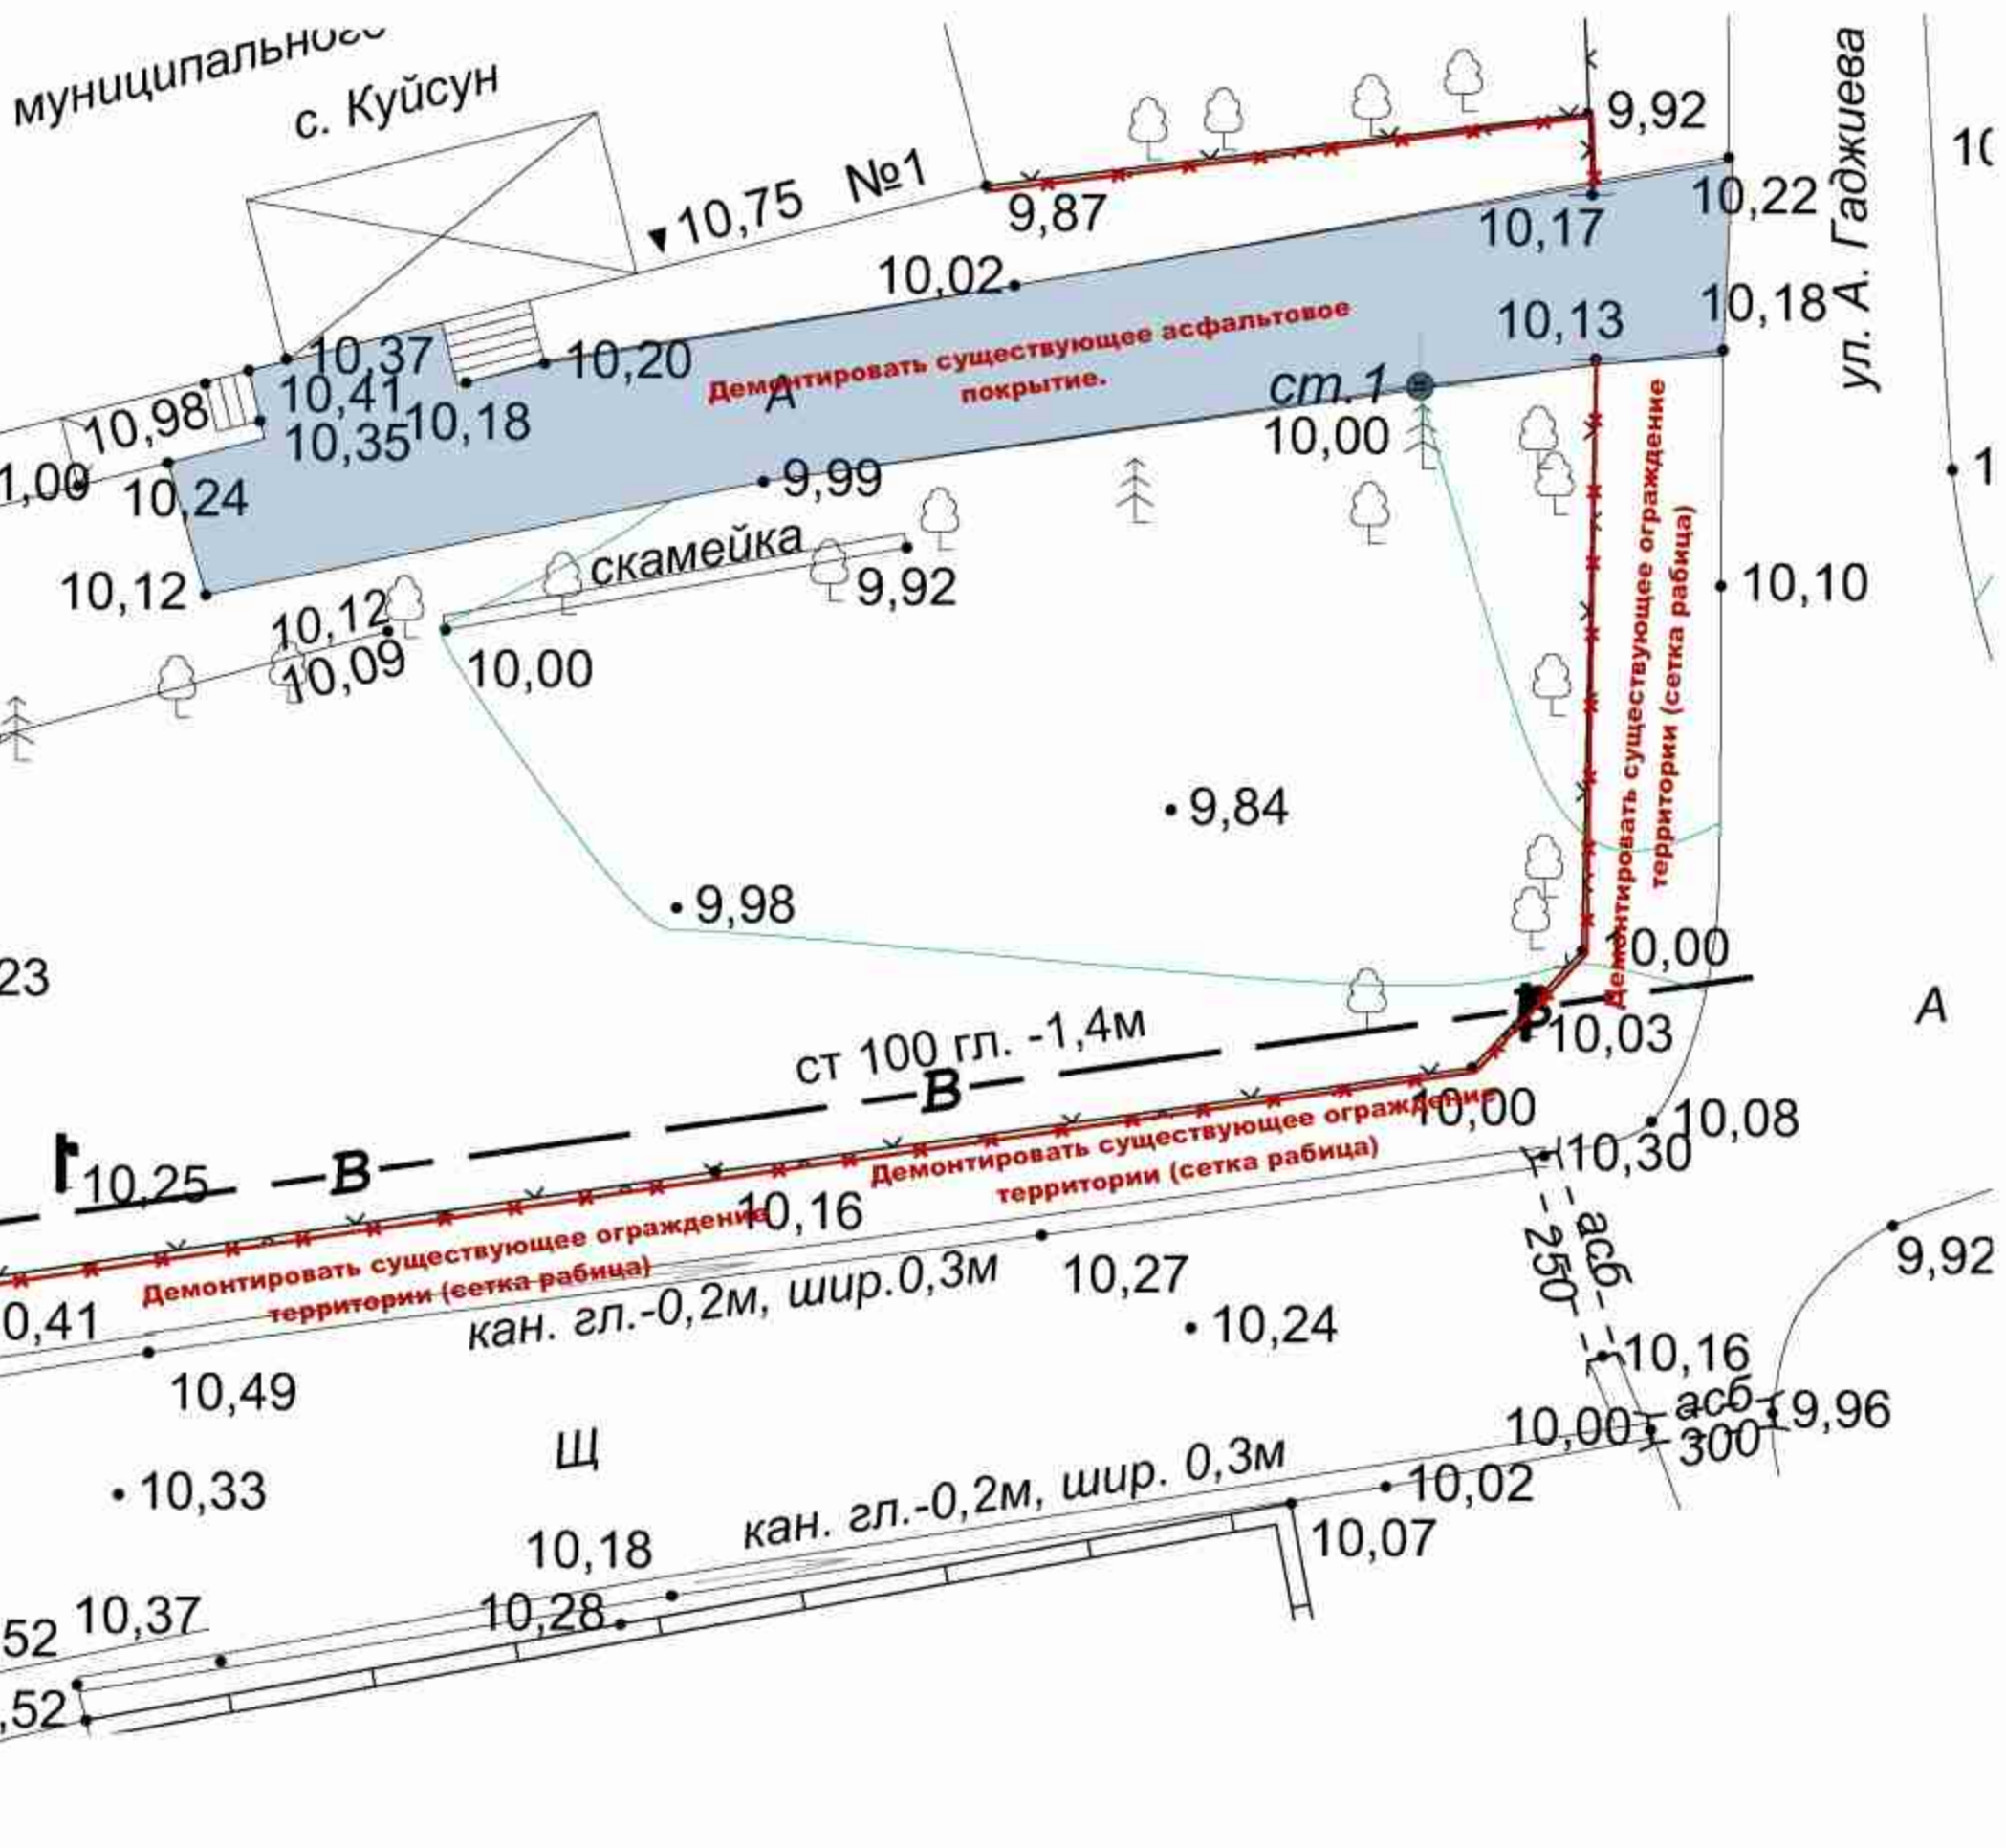 муниципального
с. Куйсун
9,92
ул. А. Гаджиева
10,75 №1
9,87
10,22
10,17
10,02
10,18
10,13
Демонтировать существующее асфальтовое
покрытие.
А
10,37
10,20
10,41
10,98
10,18
10,35
ст.1
10,00
1,00
10,24
9,99
скамейка
9,92
10,12
10,12
10,09
10,00
10,10
Демонтировать существующее ограждение
территории (сетка рабица)
9,84
9,98
23
10,00
А
10,03
ст 100 гл. -1,4м
В
10,00
10,08
10,25
В
10,30
Демонтировать существующее ограждение
территории (сетка рабица)
10,16
Демонтировать существующее ограждение
территории (сетка рабица)
250
асб
9,92
0,41
кан. гл.-0,2м, шир.0,3м
10,27
10,24
10,16
10,49
асб
9,96
10,00
300
Щ
10,33
кан. гл.-0,2м, шир. 0,3м
10,02
10,07
10,18
10,28
10,37
52
,52